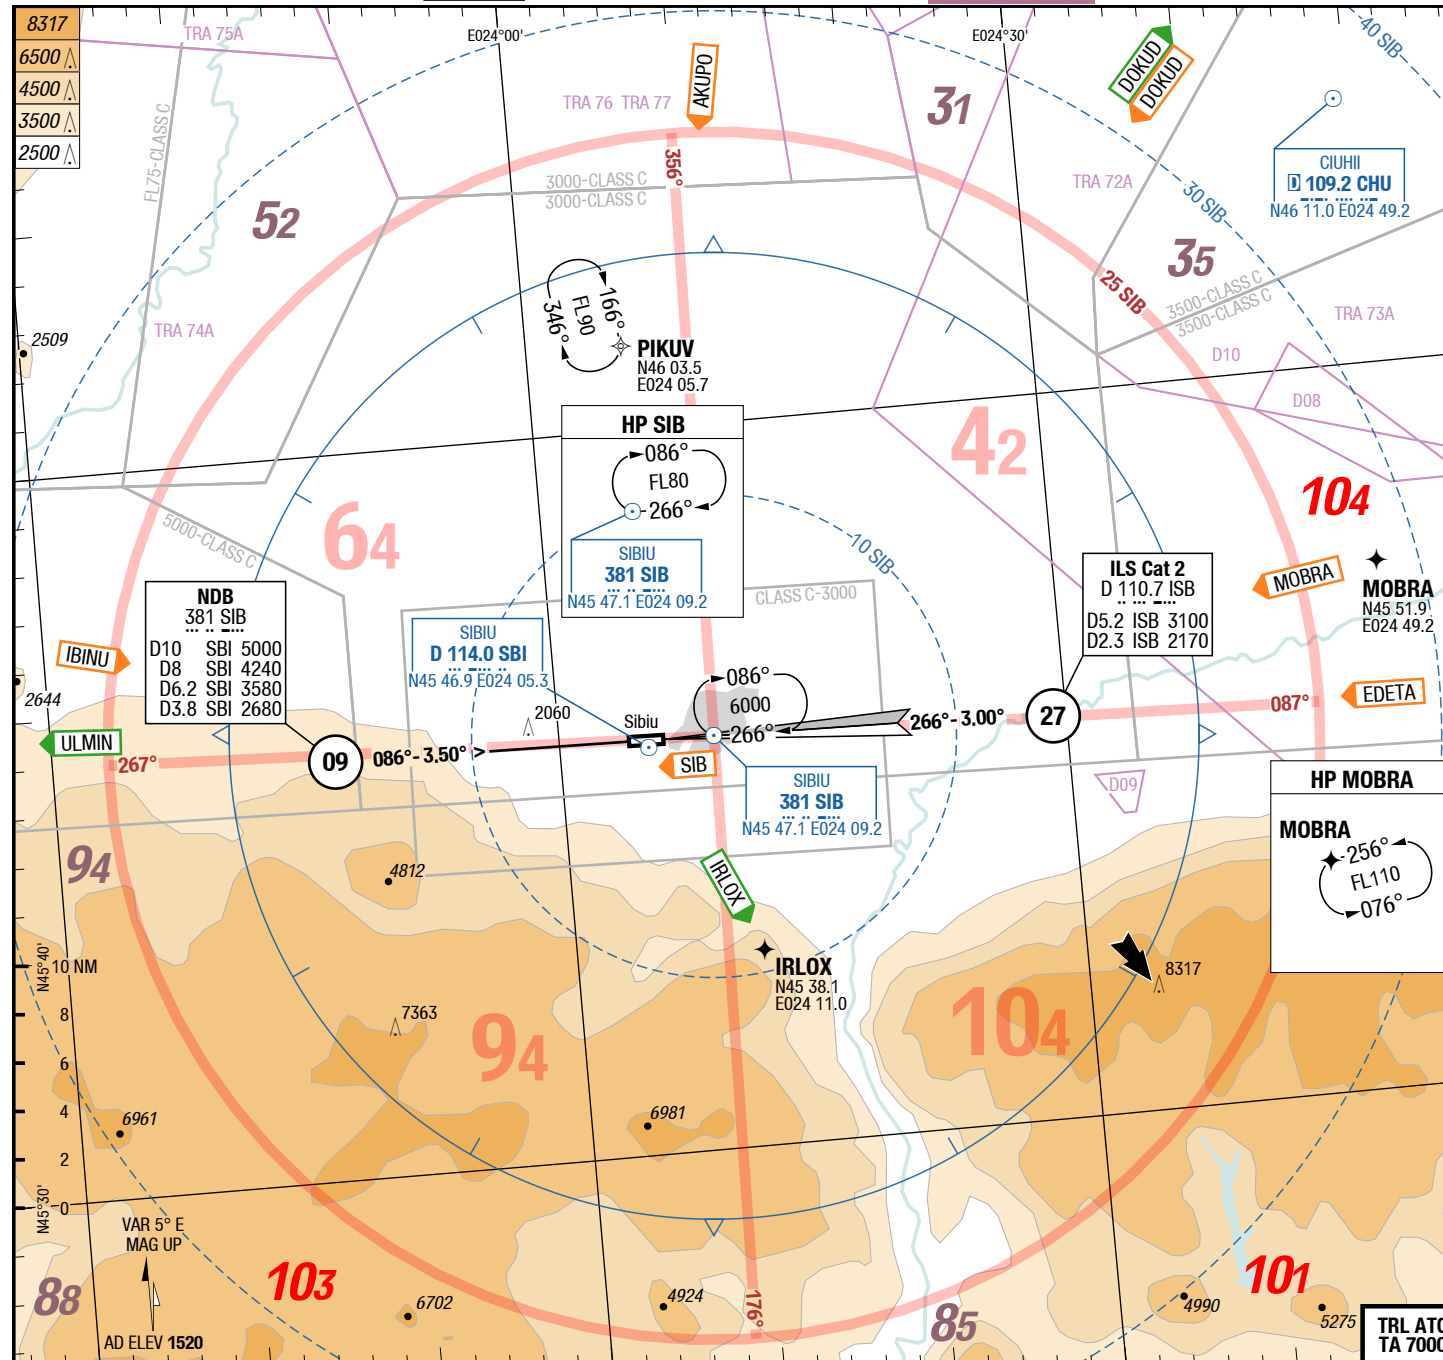 8317
6500
4500
3500
2500
TRA 75A
E024°00'
E024°30'
AKUPO
DOKUD
DOKUD
40 SIB
TRA 76 TRA 77
31
FL75-CLASS C
356°
3000-CLASS C
3000-CLASS C
TRA 72A
CIUHII
D 109.2 CHU
N46 11.0 E024 49.2
30 SIB
52
35
25 SIB
3500-CLASS C
3500-CLASS C
TRA 74A
TRA 73A
2509
166°
FL90
346°
PIKUV
N46 03.5
E024 05.7
D10
D08
HP SIB
086°
FL80
266°
SIBIU
381 SIB
N45 47.1 E024 09.2
42
104
5000-CLASS C
64
10 SIB
CLASS C-3000
ILS Cat 2
D 110.7 ISB
D5.2 ISB 3100
D2.3 ISB 2170
MOBRA
MOBRA
N45 51.9
E024 49.2
NDB
381 SIB
D10 SBI 5000
D8 SBI 4240
D6.2 SBI 3580
D3.8 SBI 2680
IBINU
2644
SIBIU
D 114.0 SBI
N45 46.9 E024 05.3
086°
6000
266°
2060
Sibiu
266°- 3.00°
27
087°
EDETA
ULMIN
267°
09
086°- 3.50° >
SIB
SIBIU
381 SIB
N45 47.1 E024 09.2
D09
HP MOBRA
MOBRA
256°
FL110
076°
94
4812
IRLOX
IRLOX
N45 38.1
E024 11.0
8317
N45°40'
10 NM
8
6
4
2
0
N45°30'
7363
94
104
6961
6981
VAR 5° E
MAG UP
AD ELEV 1520
88
103
6702
4924
176°
85
101
4990
5275
TRL ATC
TA 7000